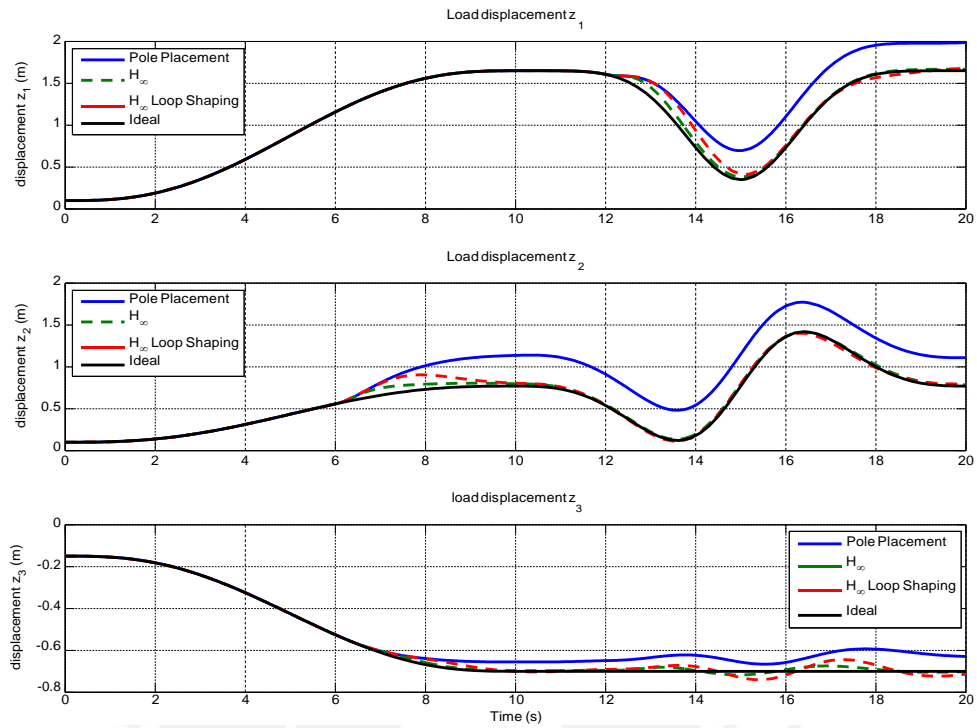 Load displacement z1
displacement z1 (m)
2
1.5
1
0.5
0
Pole Placement
H∞
H∞ Loop Shaping
Ideal
0 2 4 6 8 10 12 14 16 18 20
Load displacement z2
displacement z2 (m)
2
1.5
1
0.5
0
Pole Placement
H∞
H∞ Loop Shaping
Ideal
0 2 4 6 8 10 12 14 16 18 20
load displacement z3
displacement z3 (m)
0
-0.2
-0.4
-0.6
-0.8
Pole Placement
H∞
H∞ Loop Shaping
Ideal
0 2 4 6 8 10 12 14 16 18 20
Time (s)